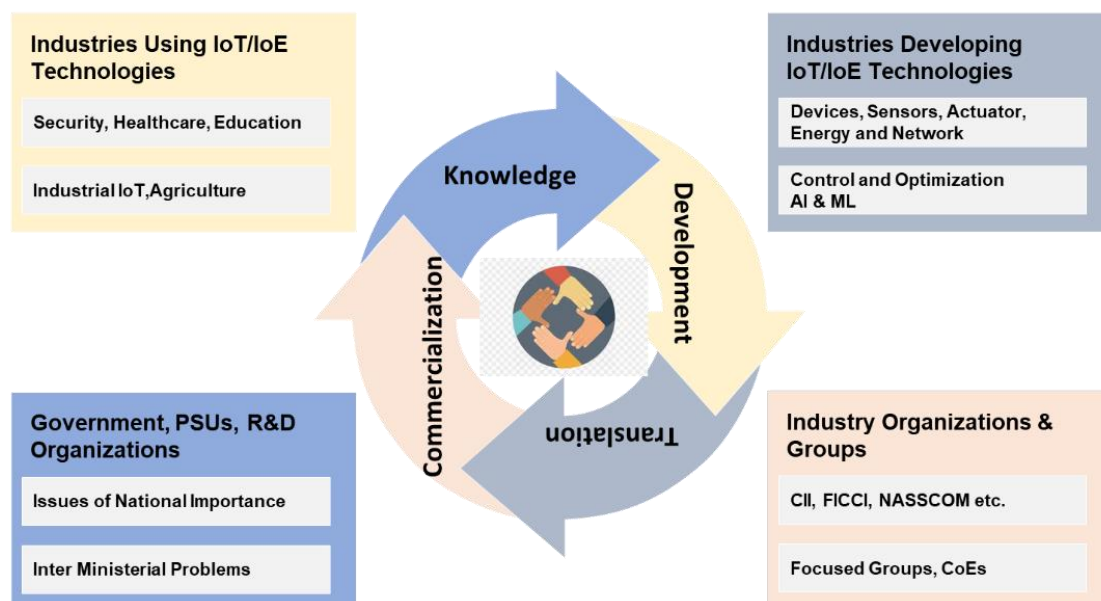 Industries Using IoT/IoE
Technologies
Security, Healthcare, Education
Industrial IoT,Agriculture
Industries Developing
IoT/IoE Technologies
Devices, Sensors, Actuator,
Energy and Network
Control and Optimization
AI & ML
Knowledge
Development
Translation
Commercialization
Government, PSUs, R&D
Organizations
Issues of National Importance
Inter Ministerial Problems
Industry Organizations &
Groups
CII, FICCI, NASSCOM etc.
Focused Groups, CoEs